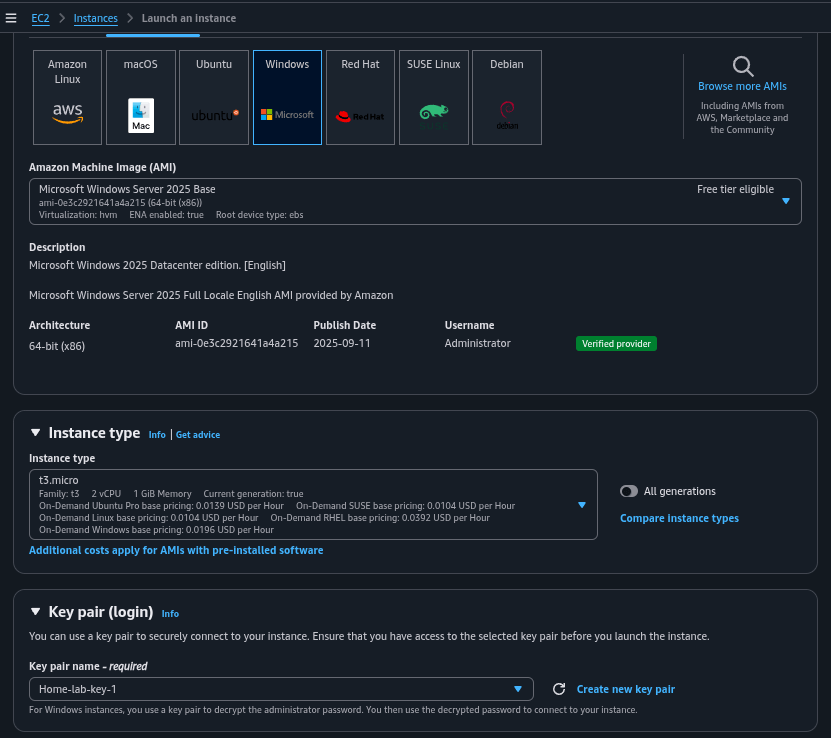 EC2 > Instances > Launch an instance
Amazon Linux
macOS
Ubuntu
Windows
Red Hat
SUSE Linux
Debian
aws
Mac
ubuntu
Microsoft
Red Hat
debian
Browse more AMIs
Including AMIs from
AWS, Marketplace and
the Community
Amazon Machine Image (AMI)
Microsoft Windows Server 2025 Base
Free tier eligible
ami-0e3c2921641a4a215 (64-bit (x86))
Virtualization: hvm ENA enabled: true Root device type: ebs
Description
Microsoft Windows 2025 Datacenter edition. [English]
Microsoft Windows Server 2025 Full Locale English AMI provided by Amazon
Architecture AMI ID Publish Date Username
64-bit (x86) ami-0e3c2921641a4a215 2025-09-11 Administrator Verified provider
Instance type Info | Get advice
Instance type
t3.micro
Family: t3 2 vCPU 1 GiB Memory Current generation: true
On-Demand Ubuntu Pro base pricing: 0.0139 USD per Hour On-Demand SUSE base pricing: 0.0104 USD per Hour
On-Demand Linux base pricing: 0.0104 USD per Hour On-Demand RHEL base pricing: 0.0392 USD per Hour
On-Demand Windows base pricing: 0.0196 USD per Hour
All generations
Compare instance types
Additional costs apply for AMIs with pre-installed software
Key pair (login) Info
You can use a key pair to securely connect to your instance. Ensure that you have access to the selected key pair before you launch the instance.
Key pair name - required
Home-lab-key-1
Create new key pair
For Windows instances, you use a key pair to decrypt the administrator password. You then use the decrypted password to connect to your instance.